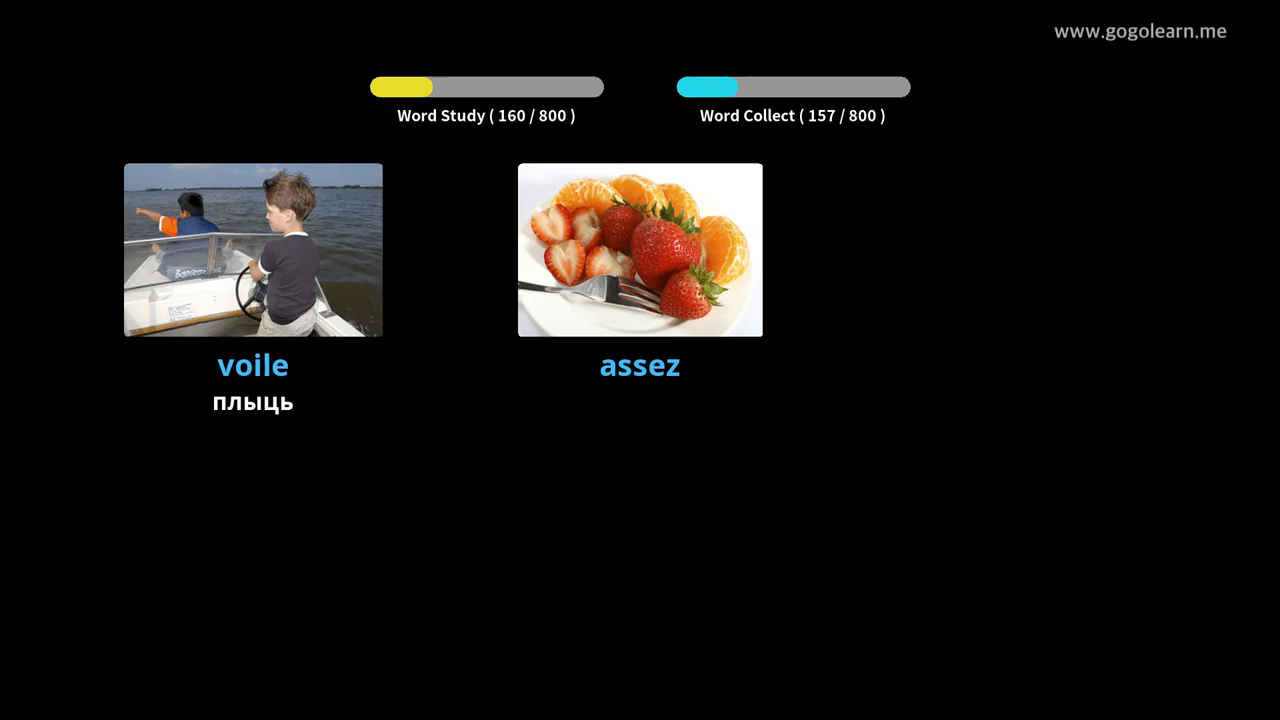 www.gogolearn.me
Word Study ( 160 / 800 )
Word Collect ( 157 / 800 )
voile
assez
плыць